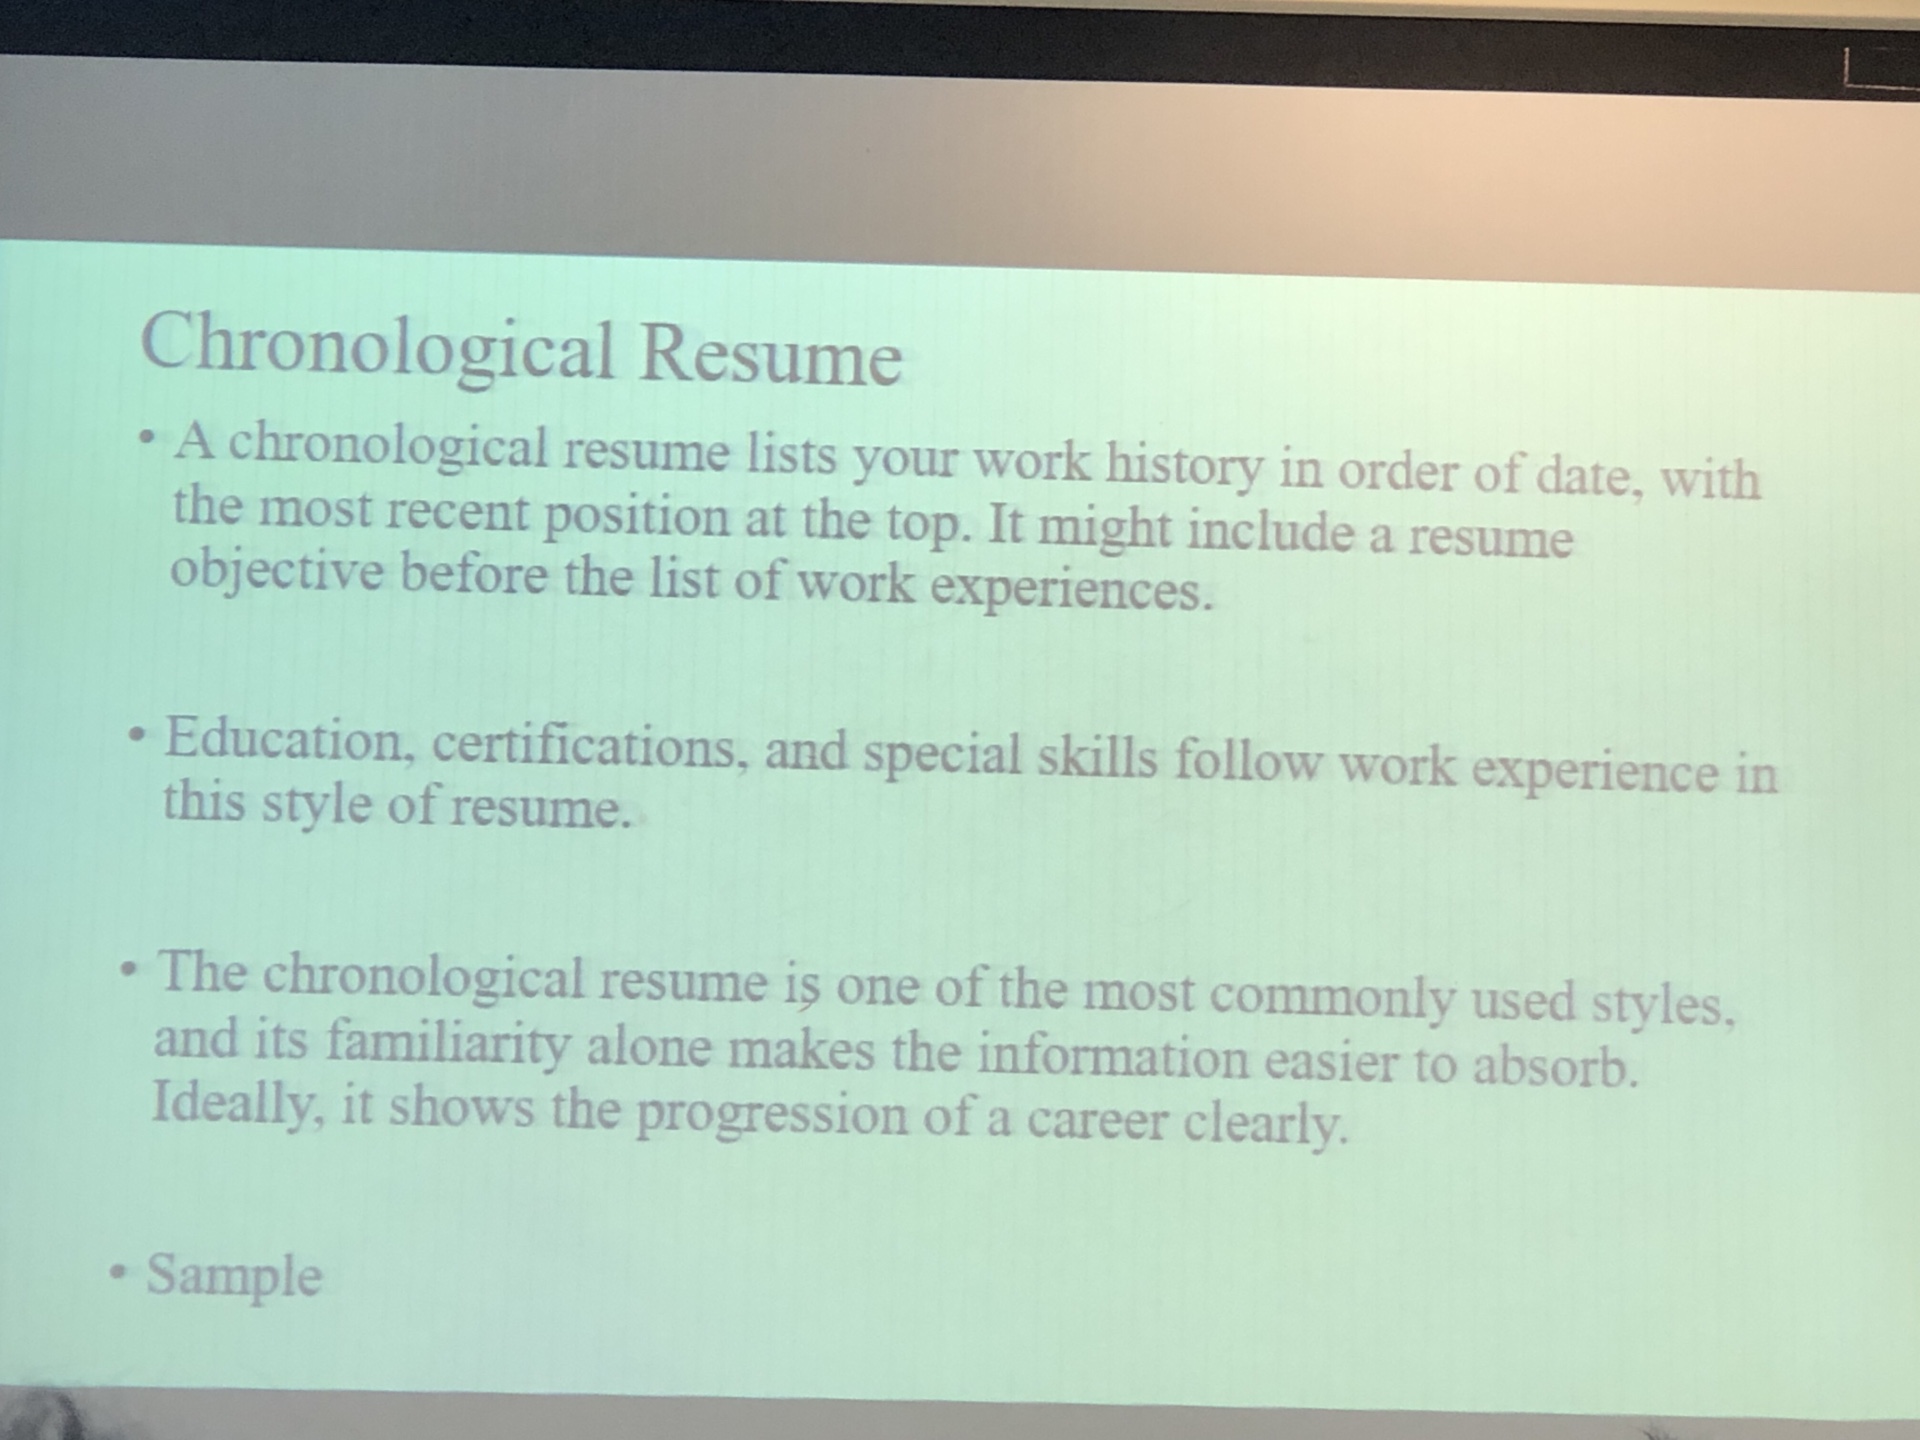 Chronological Resume
• A chronological resume lists your work history in order of date, with
the most recent position at the top. It might include a resume
objective before the list of work experiences.
• Education, certifications, and special skills follow work experience in
this style of resume.
• The chronological resume is one of the most commonly used styles,
and its familiarity alone makes the information easier to absorb.
Ideally, it shows the progression of a career clearly.
• Sample